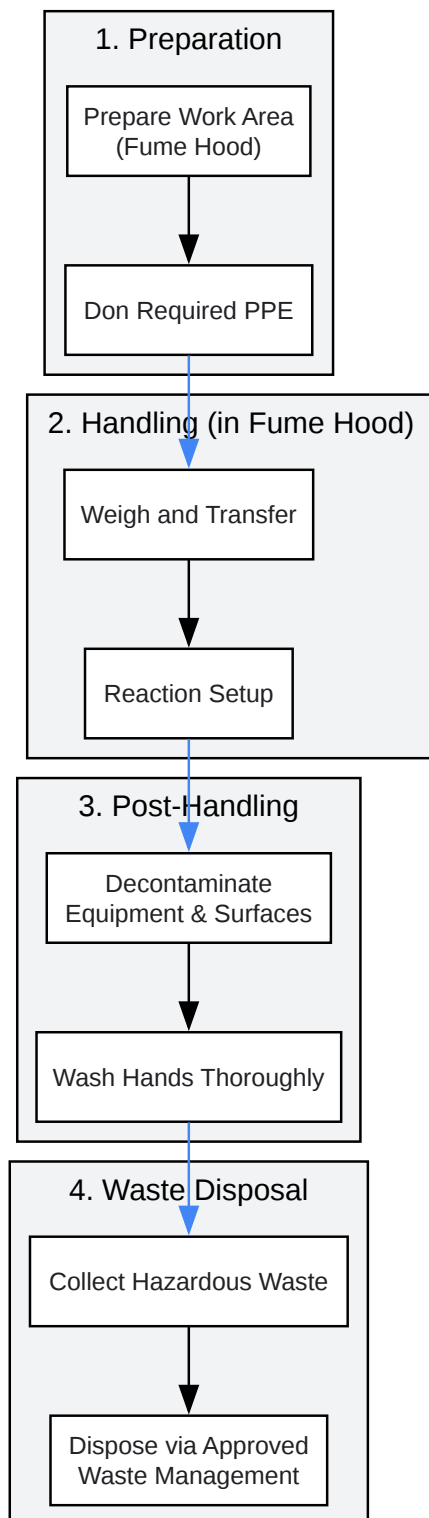 1. Preparation
Prepare Work Area
(Fume Hood)
Don Required PPE
2. Handling (in Fume Hood)
Weigh and Transfer
Reaction Setup
3. Post-Handling
Decontaminate
Equipment & Surfaces
Wash Hands Thoroughly
4. Waste Disposal
Collect Hazardous Waste
Dispose via Approved
Waste Management